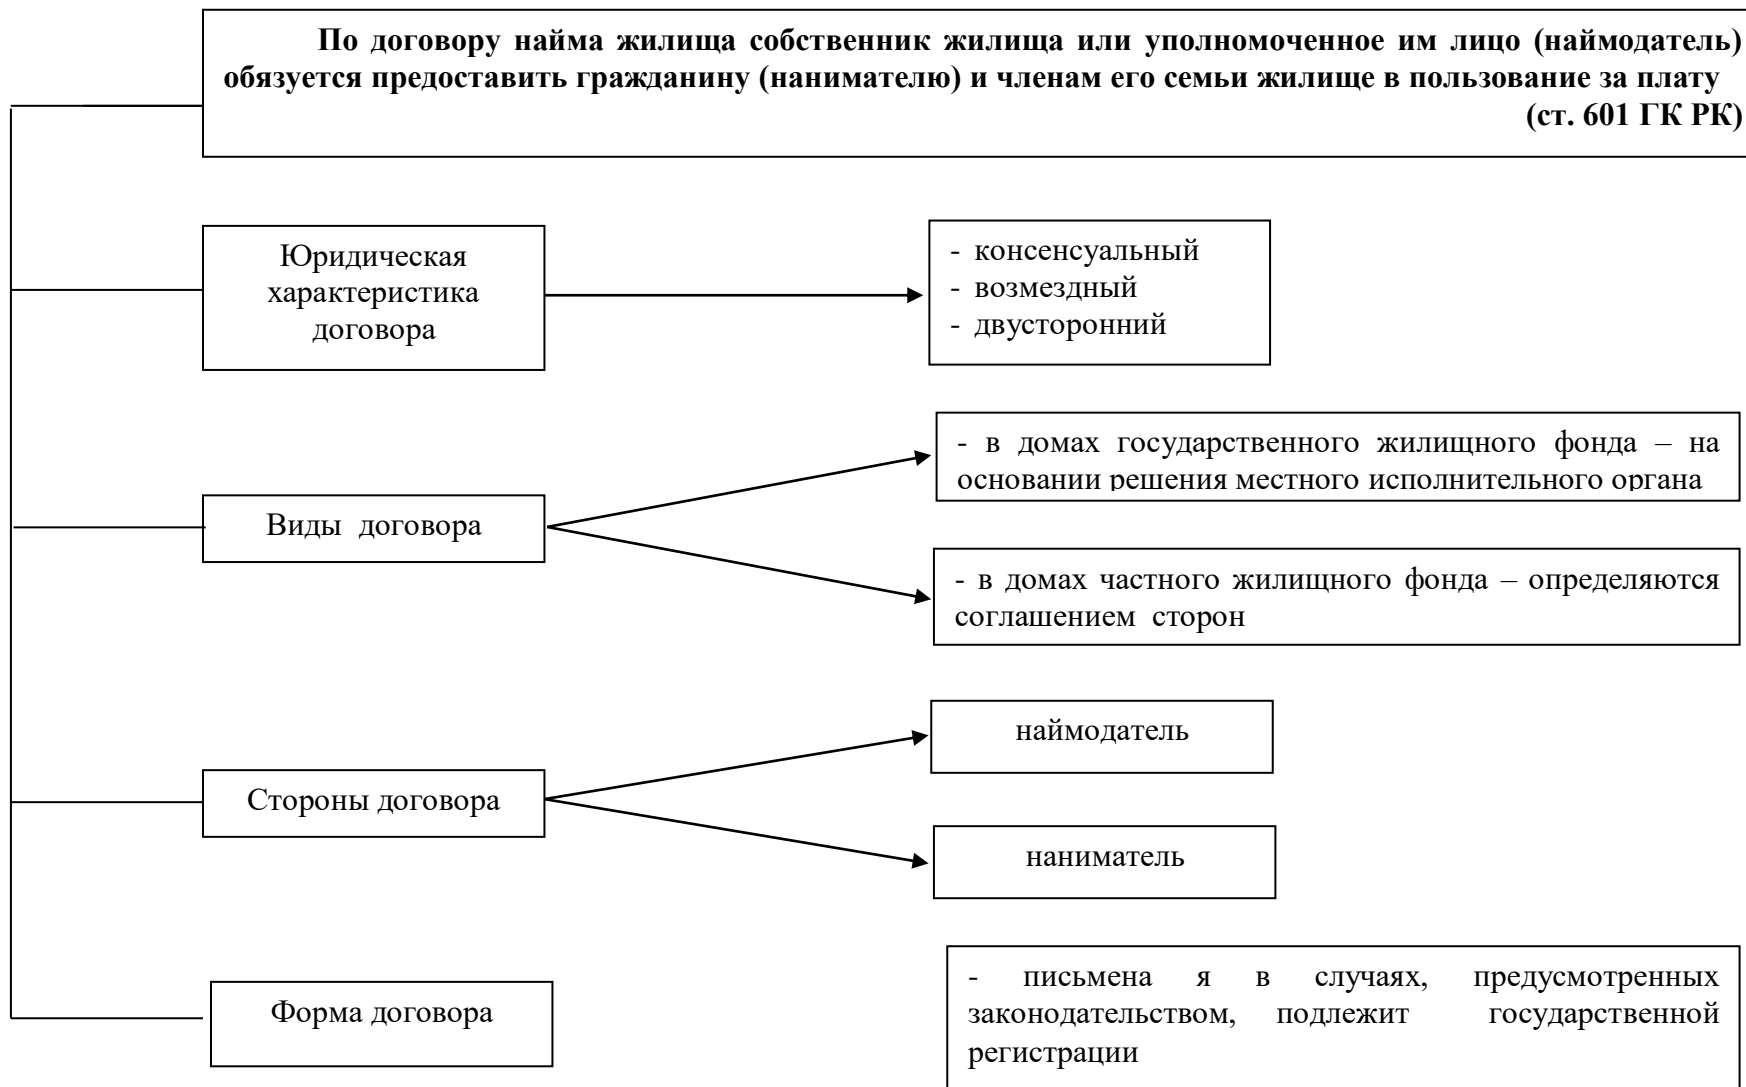 По договору найма жилища собственник жилища или уполномоченное им лицо (наймодатель)
обязуется предоставить гражданину (нанимателю) и членам его семьи жилище в пользование за плату
(ст. 601 ГК РК)
Юридическая
характеристика
договора
- консенсуальный
- возмездный
- двусторонний
Виды договора
- в домах государственного жилищного фонда – на
основании решения местного исполнительного органа
- в домах частного жилищного фонда – определяются
соглашением сторон
Стороны договора
наймодатель
наниматель
Форма договора
- письмена я в случаях, предусмотренных
законодательством, подлежит государственной
регистрации